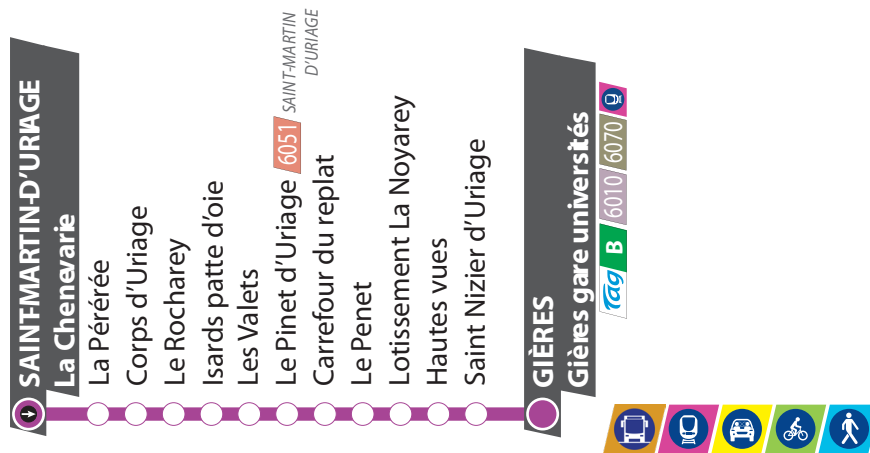 SAINT-MARTIN-D'URIAGE
La Chenevarie
La Pérérée
Corps d'Uriage
Le Rocharey
Isards patte d'oie
Les Valets
Le Pinet d'Uriage 6051 SAINT-MARTIN
D'URIAGE
Carrefour du replat
Le Penet
Lotissement La Noyarey
Hautes vues
Saint Nizier d'Uriage
GIÈRES
Gières gare universités
Tag B 6010 6070